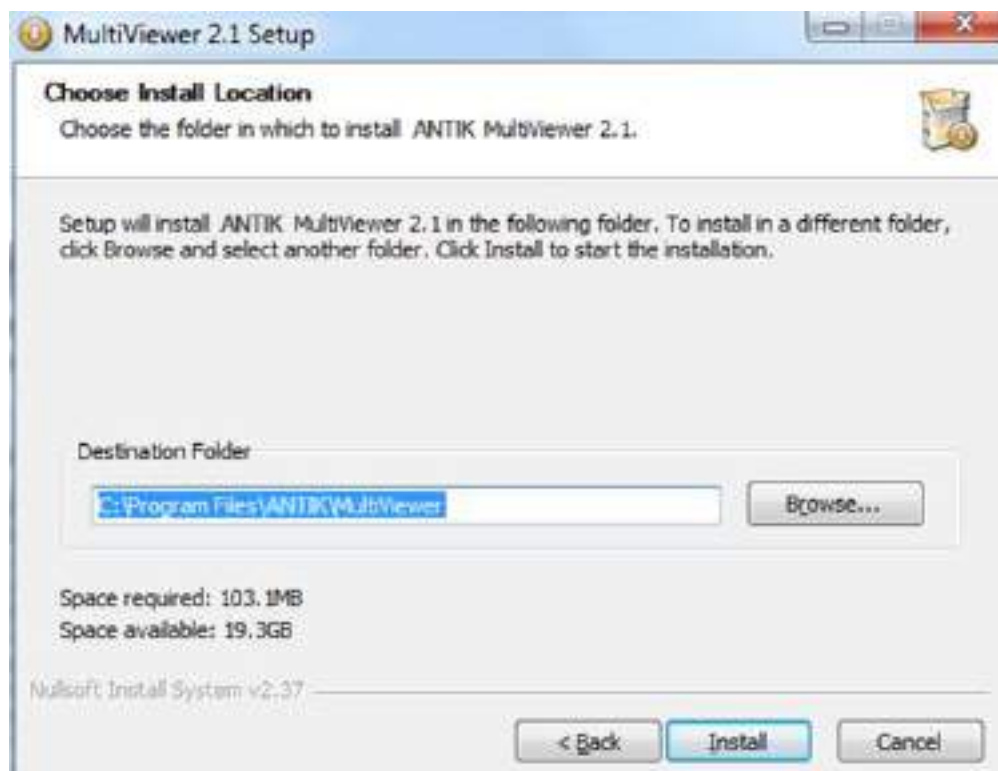 MultiViewer 2.1 Setup
Choose Install Location
Choose the folder in which to install ANTIK MultiViewer 2.1.
Setup will install ANTIK MultiViewer 2.1 in the following folder. To install in a different folder,
click Browse and select another folder. Click Install to start the installation.
Destination Folder
C:\Program Files\ANTIK\MultiViewer
Browse...
Space required: 103.1MB
Space available: 19.3GB
Nullsoft Install System v2.37
< Back
Install
Cancel